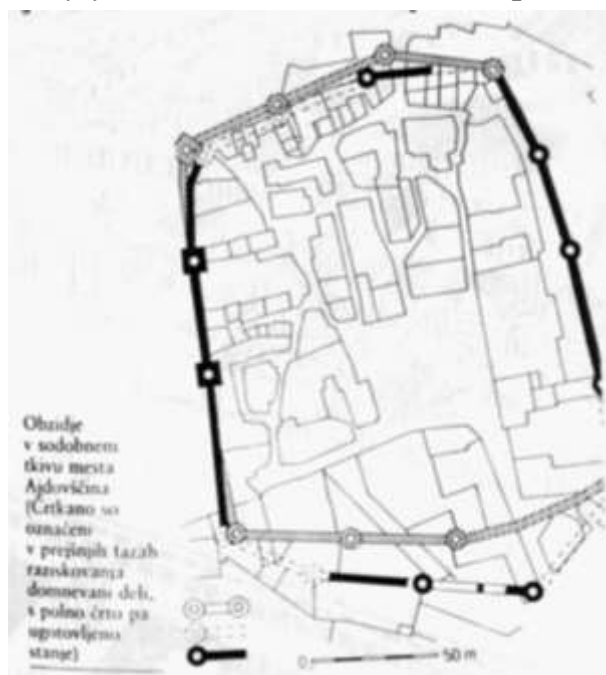 Obzidje
v sodobnem
tkivu mesta
Ajdovščina
(Črtkano so
označeni
v prejšnjih fazah
raziskovanja
domnevani deli,
s polno črto pa
ugotovljeno
stanje)
0 50 m